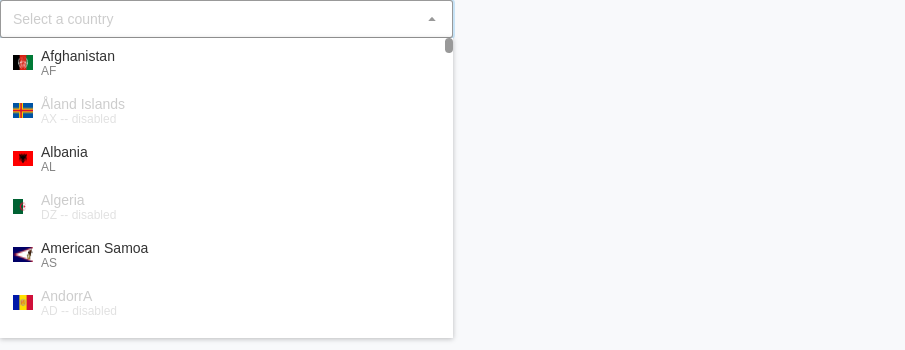 Select a country
Afghanistan
AF
Åland Islands
AX -- disabled
Albania
AL
Algeria
DZ -- disabled
American Samoa
AS
AndorrA
AD -- disabled